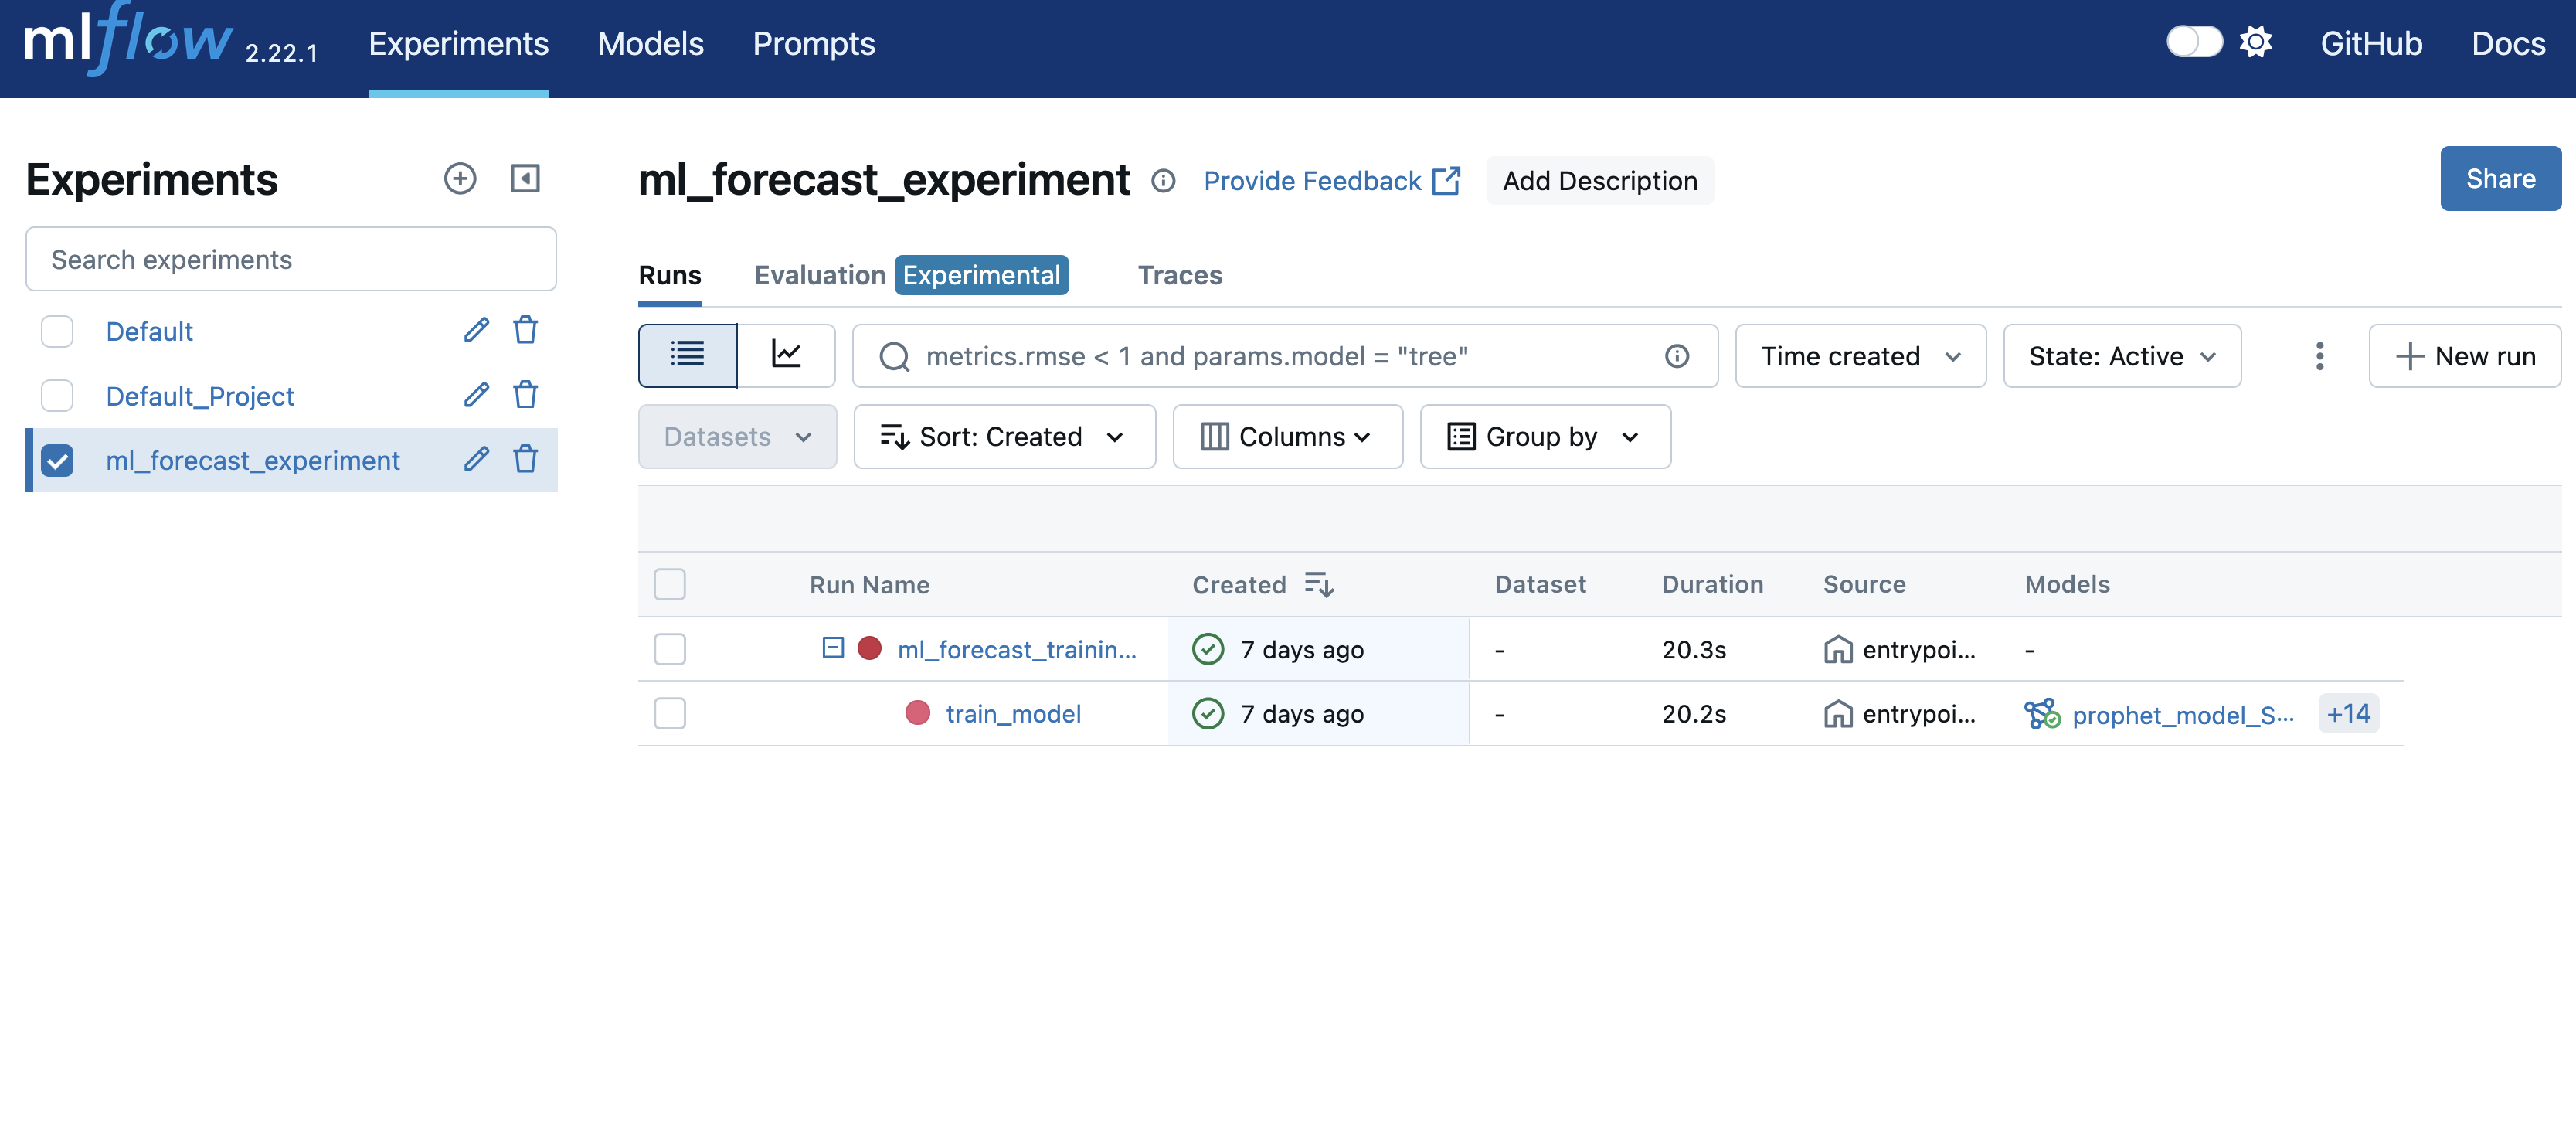 mlflow 2.22.1 Experiments Models Prompts GitHub Docs
Experiments
Search experiments
Default
Default_Project
ml_forecast_experiment
ml_forecast_experiment Provide Feedback Add Description Share
Runs Evaluation Experimental Traces
metrics.rmse < 1 and params.model = "tree" Time created State: Active New run
Datasets Sort: Created Columns Group by
Run Name Created Dataset Duration Source Models
ml_forecast_trainin... 7 days ago - 20.3s entrypoi... -
train_model 7 days ago - 20.2s entrypoi... prophet_model_S... +14